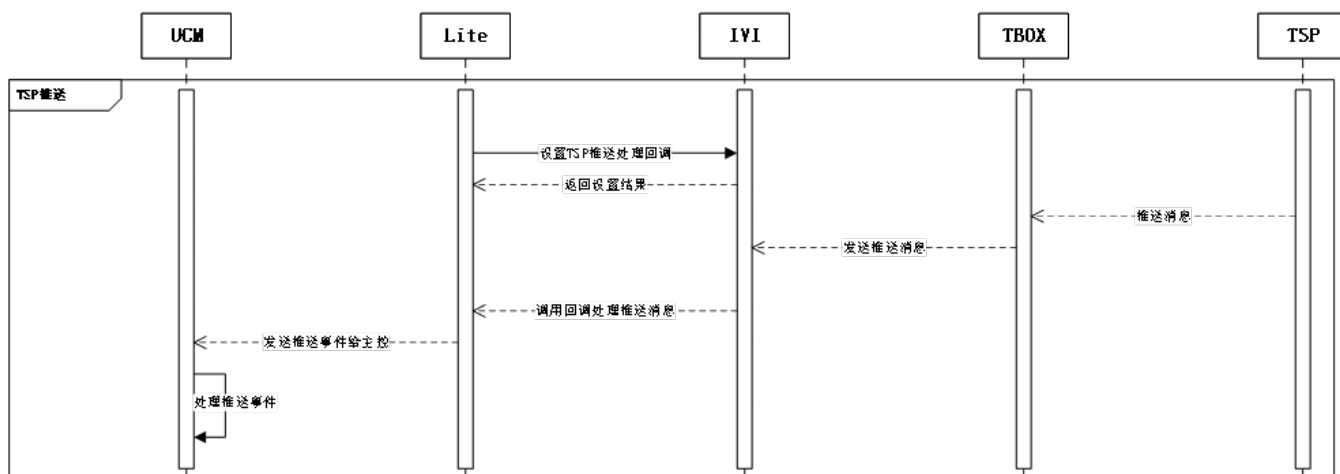 UCM
Lite
IVI
TBOX
TSP
TSP推送
设置TSP推送处理回调
返回设置结果
推送消息
发送推送消息
调用回调处理推送消息
发送推送事件给主控
处理推送事件